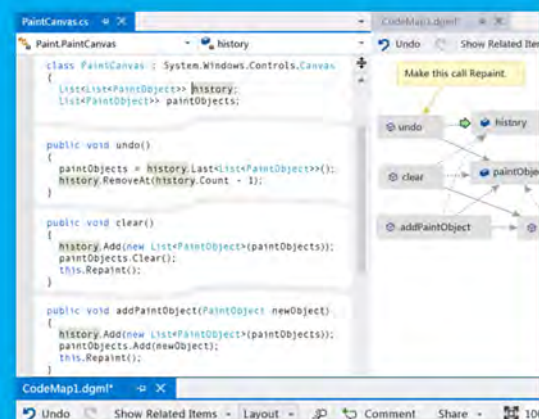 PaintCanvas.cs
CodeMap1.dgml*
Paint.PaintCanvas
history
Undo
Show Related Item
class PaintCanvas : System.Windows.Controls.Canvas
{
List<List<PaintObject>> history;
List<PaintObject> paintObjects;
public void undo()
{
paintObjects = history.Last<List<PaintObject>>();
history.RemoveAt(history.Count - 1);
}
public void clear()
{
history.Add(new List<PaintObject>(paintObjects));
paintObjects.Clear();
this.Repaint();
}
public void addPaintObject(PaintObject newObject)
{
history.Add(new List<PaintObject>(paintObjects));
paintObjects.Add(newObject);
this.Repaint();
}
Make this call Repaint.
undo
history
clear
paintObje
addPaintObject
CodeMap1.dgml*
Undo
Show Related Items
Layout
Comment
Share
10